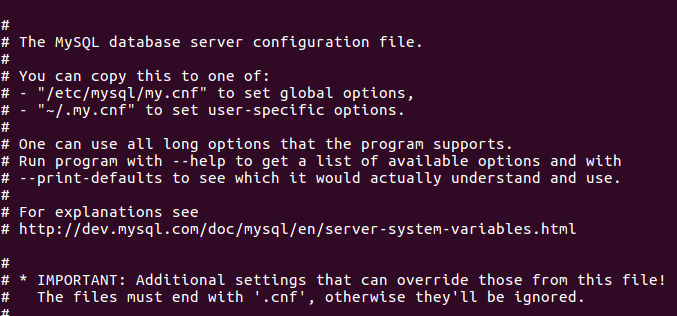 #
# The MySQL database server configuration file.
#
# You can copy this to one of:
# - "/etc/mysql/my.cnf" to set global options,
# - "~/.my.cnf" to set user-specific options.
#
# One can use all long options that the program supports.
# Run program with --help to get a list of available options and with
# --print-defaults to see which it would actually understand and use.
#
# For explanations see
# http://dev.mysql.com/doc/mysql/en/server-system-variables.html
#
# * IMPORTANT: Additional settings that can override those from this file!
#   The files must end with '.cnf', otherwise they'll be ignored.
#